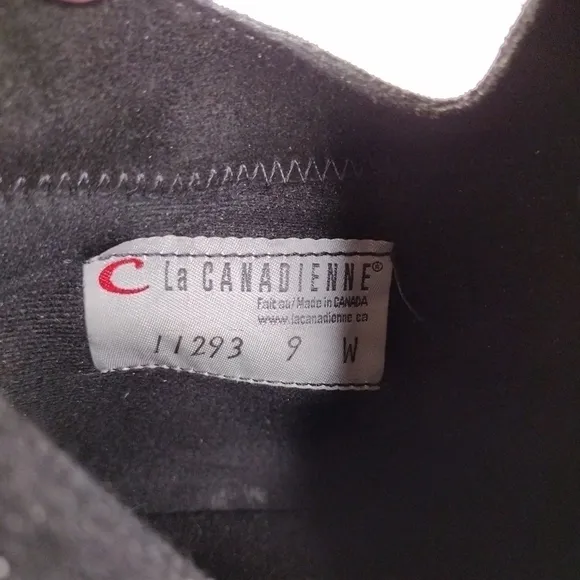 C La CANADIENNE®
Fait au/Made in CANADA
www.lacanadienne.ca
11293 9 W